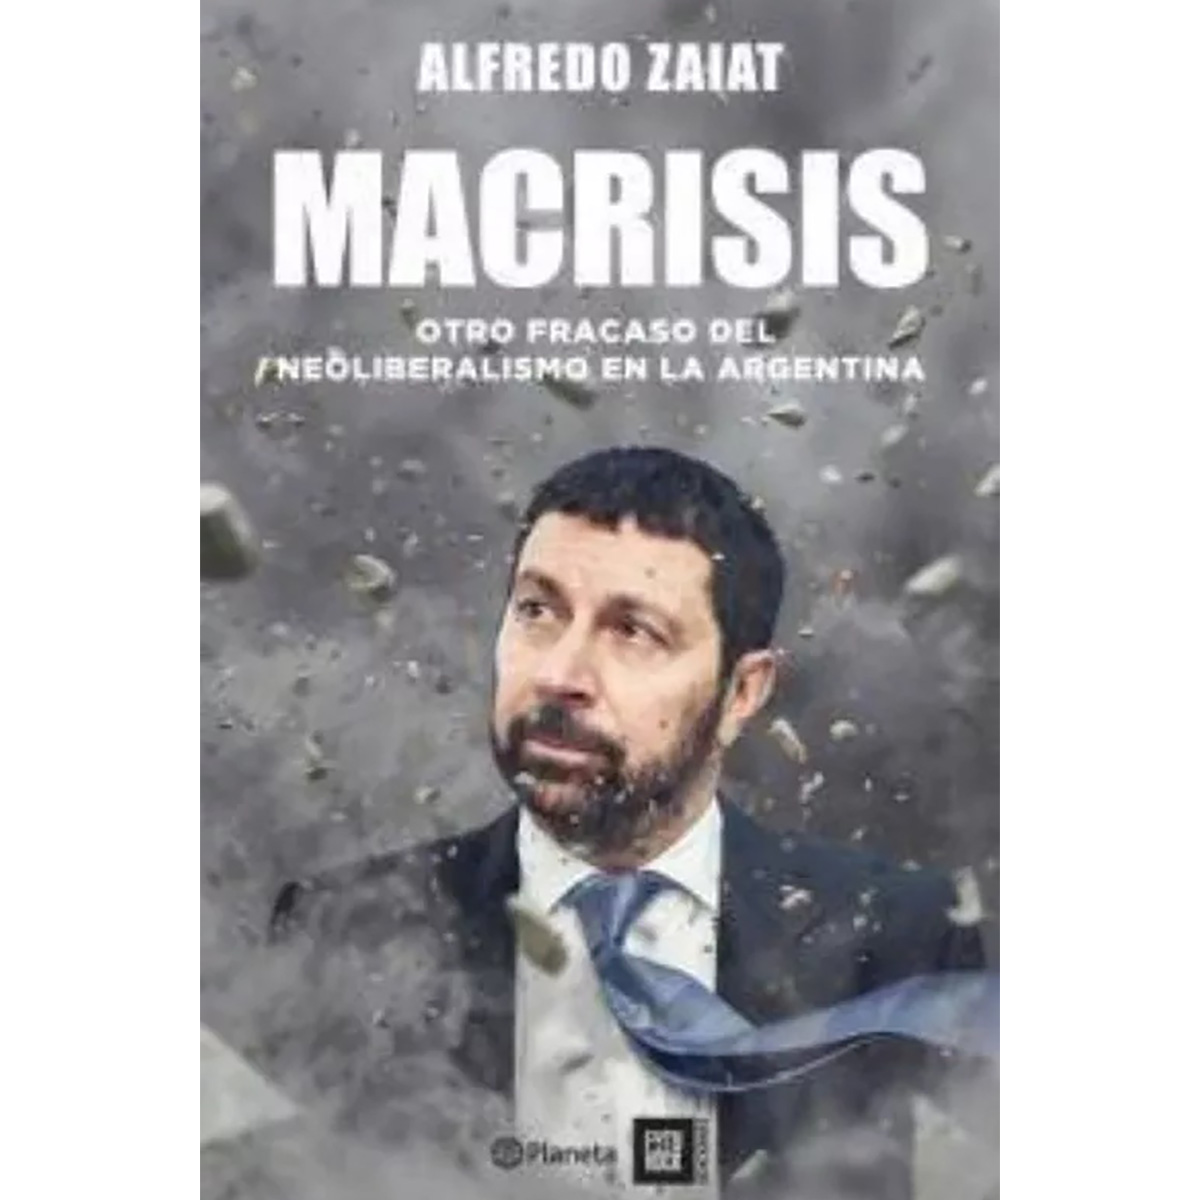 ALFREDO ZAIAT
MACRISIS
OTRO FRACASO DEL
NEOLIBERALISMO EN LA ARGENTINA
Planeta